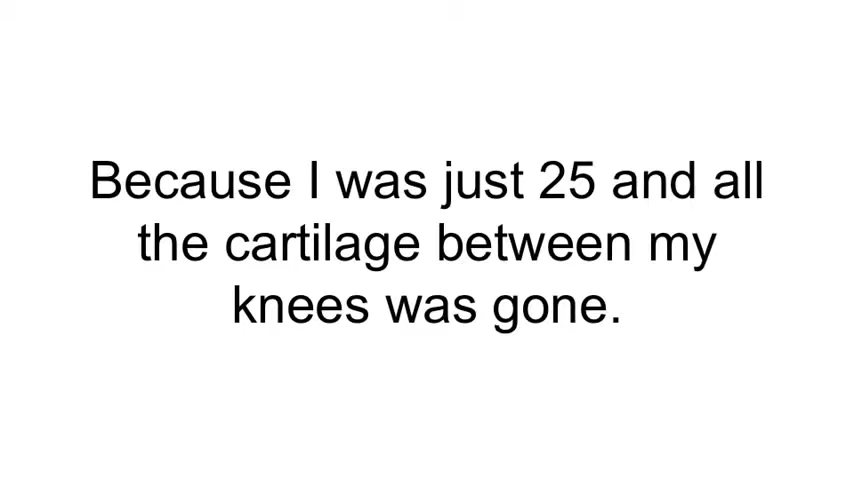 Because I was just 25 and all
the cartilage between my
knees was gone.